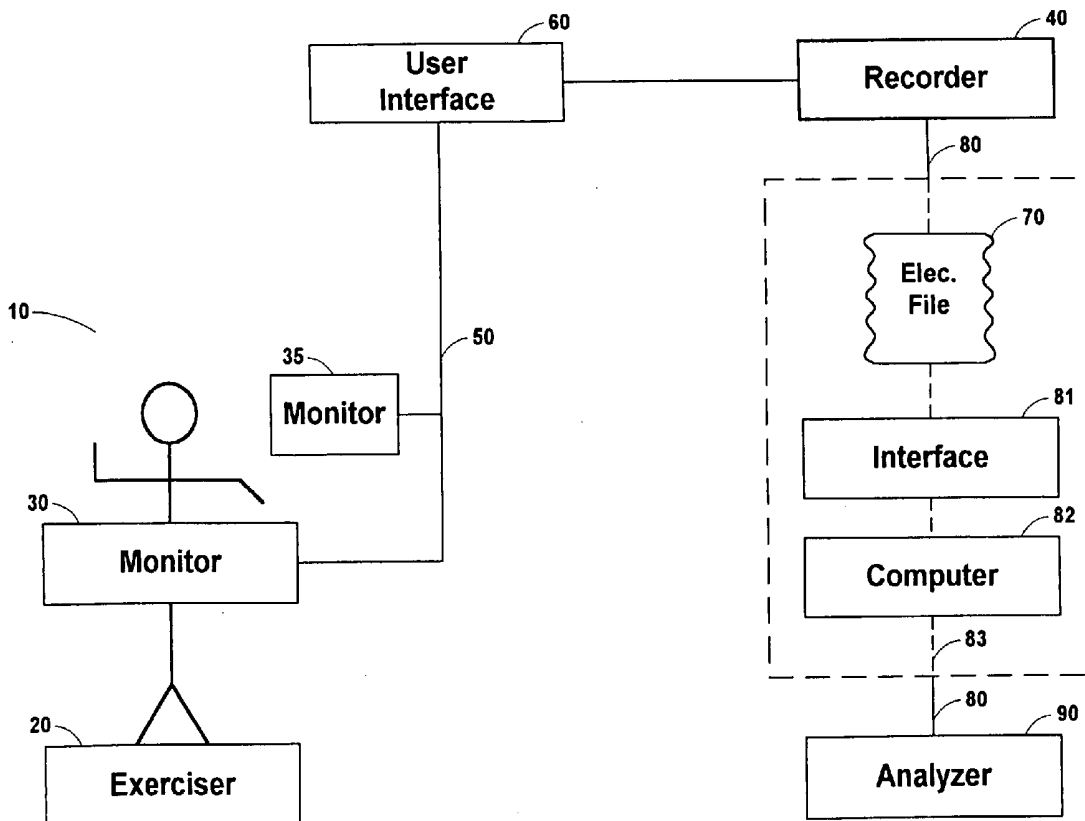 60
User
Interface
40
Recorder
80
70
Elec.
File
10
50
35
Monitor
81
Interface
30
Monitor
82
Computer
83
20
Exerciser
80
90
Analyzer